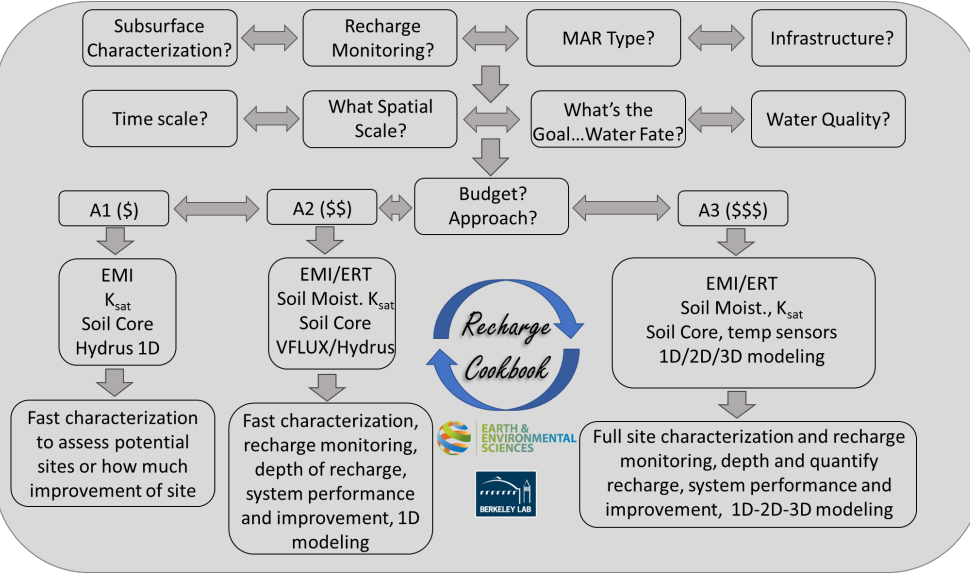 Subsurface
Characterization?
Recharge
Monitoring?
MAR Type?
Infrastructure?
Time scale?
What Spatial
Scale?
What's the
Goal...Water Fate?
Water Quality?
Budget?
Approach?
A1 ($)
A2 ($$)
A3 ($$$)
EMI
Ksat
Soil Core
Hydrus 1D
EMI/ERT
Soil Moist. Ksat
Soil Core
VFLUX/Hydrus
EMI/ERT
Soil Moist., Ksat
Soil Core, temp sensors
1D/2D/3D modeling
Recharge
Cookbook
Fast characterization
to assess potential
sites or how much
improvement of site
Fast characterization,
recharge monitoring,
depth of recharge,
system performance
and improvement, 1D
modeling
EARTH &
ENVIRONMENTAL
SCIENCES
BERKELEY LAB
Full site characterization and recharge
monitoring, depth and quantify
recharge, system performance and
improvement, 1D-2D-3D modeling